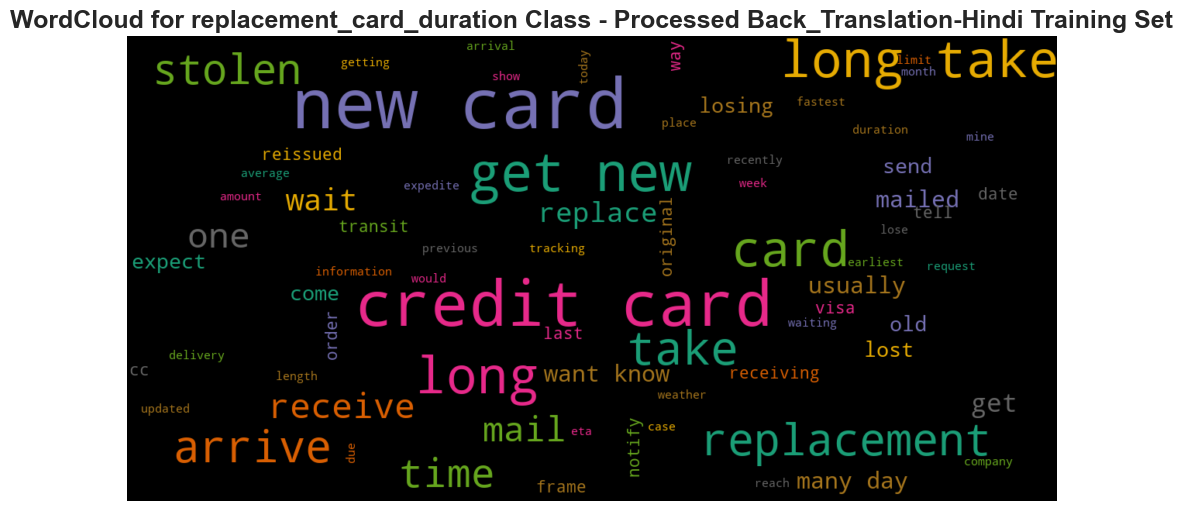 WordCloud for replacement_card_duration Class - Processed Back_Translation-Hindi Training Set
arrival
way
long take
stolen
getting
today
limit
show
month
new card
losing
fastest
place
duration
mine
reissued
get new
recently
send
average
expedite
week
amount
wait
replace
original
mailed
date
tell
transit
one
previous
tracking
card
lose
expect
information
would
earliest
request
come
credit card
usually
visa
order
last
waiting
old
take
lost
delivery
cc
length
long
want know
receiving
weather
updated
receive
get
mail
eta
notify
case
arrive
due
replacement
time
company
frame
reach
many day